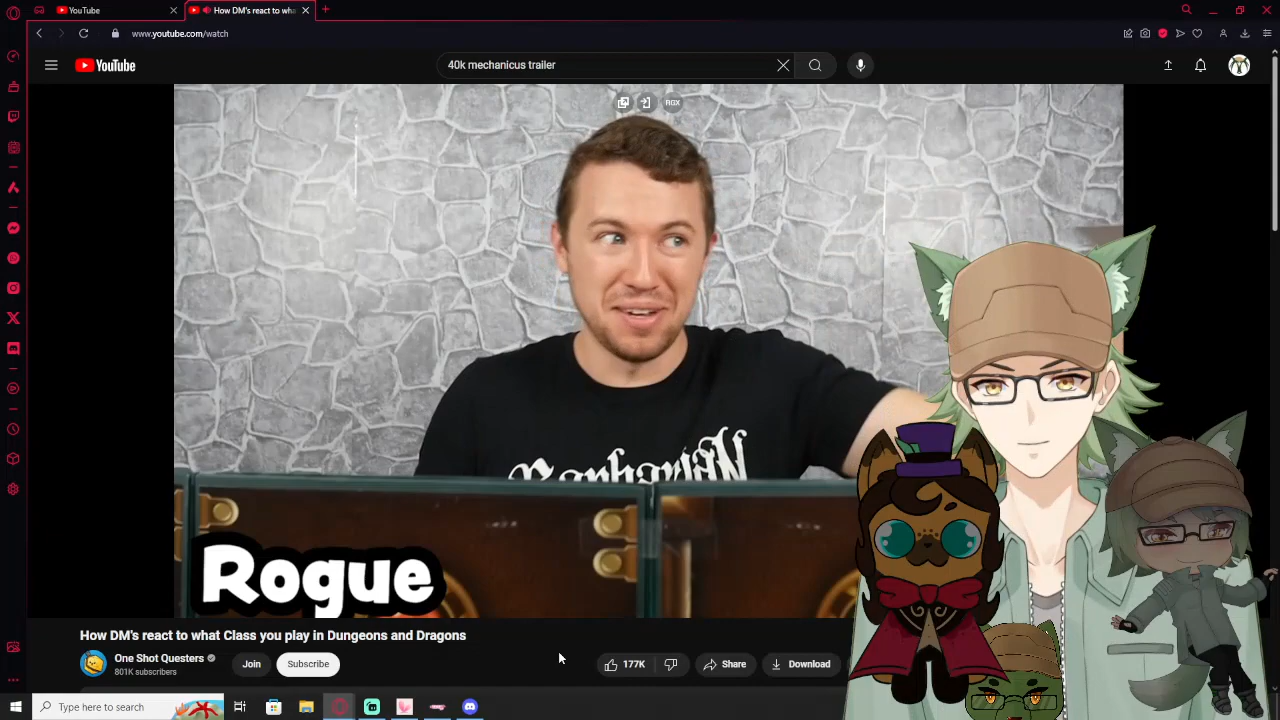 YouTube
How DM's react to what
www.youtube.com/watch
YouTube
40k mechanicus trailer
RGX
Rogue
How DM's react to what Class you play in Dungeons and Dragons
One Shot Questers
801K subscribers
Join
Subscribe
177K
Share
Download
Type here to search